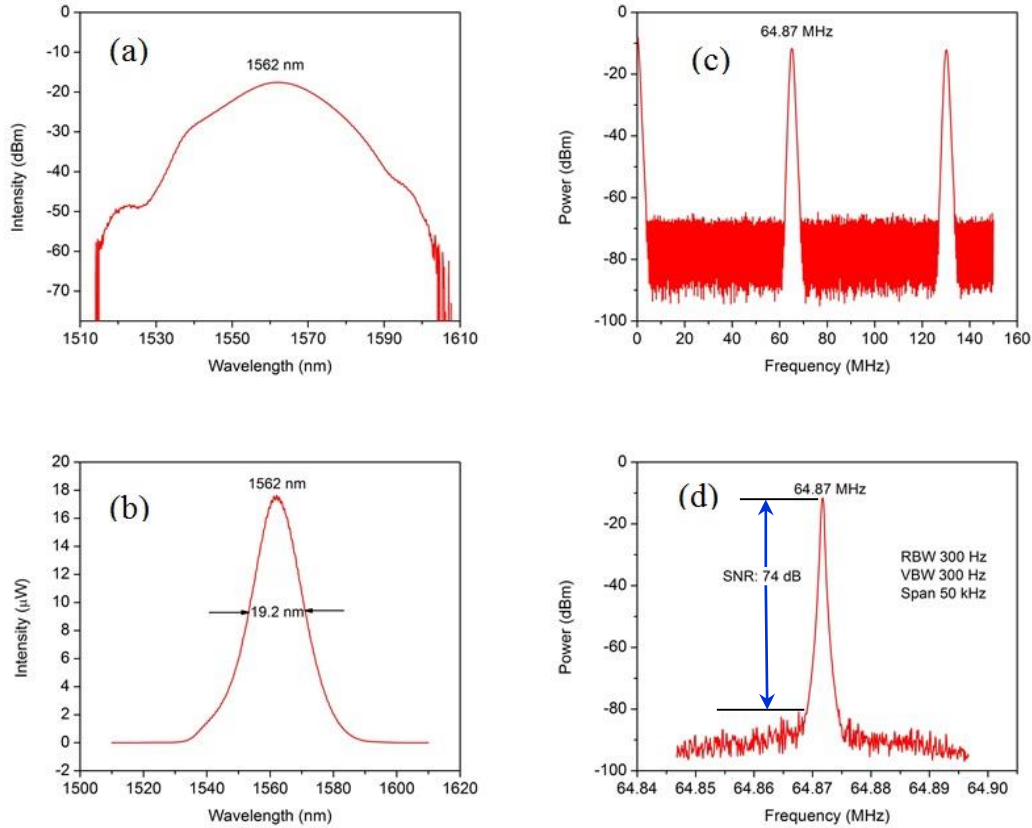 (a)
1562 nm
0
-10
-20
-30
-40
-50
-60
-70
Intensity (dBm)
1510 1530 1550 1570 1590 1610
Wavelength (nm)
(c)
64.87 MHz
0
-20
-40
-60
-80
-100
Power (dBm)
0 20 40 60 80 100 120 140 160
Frequency (MHz)
(b)
1562 nm
19.2 nm
20
18
16
14
12
10
8
6
4
2
0
-2
Intensity (μW)
1500 1520 1540 1560 1580 1600 1620
Wavelength (nm)
(d)
64.87 MHz
SNR: 74 dB
RBW 300 Hz
VBW 300 Hz
Span 50 kHz
0
-20
-40
-60
-80
-100
Power (dBm)
64.84 64.85 64.86 64.87 64.88 64.89 64.90
Frequency (MHz)